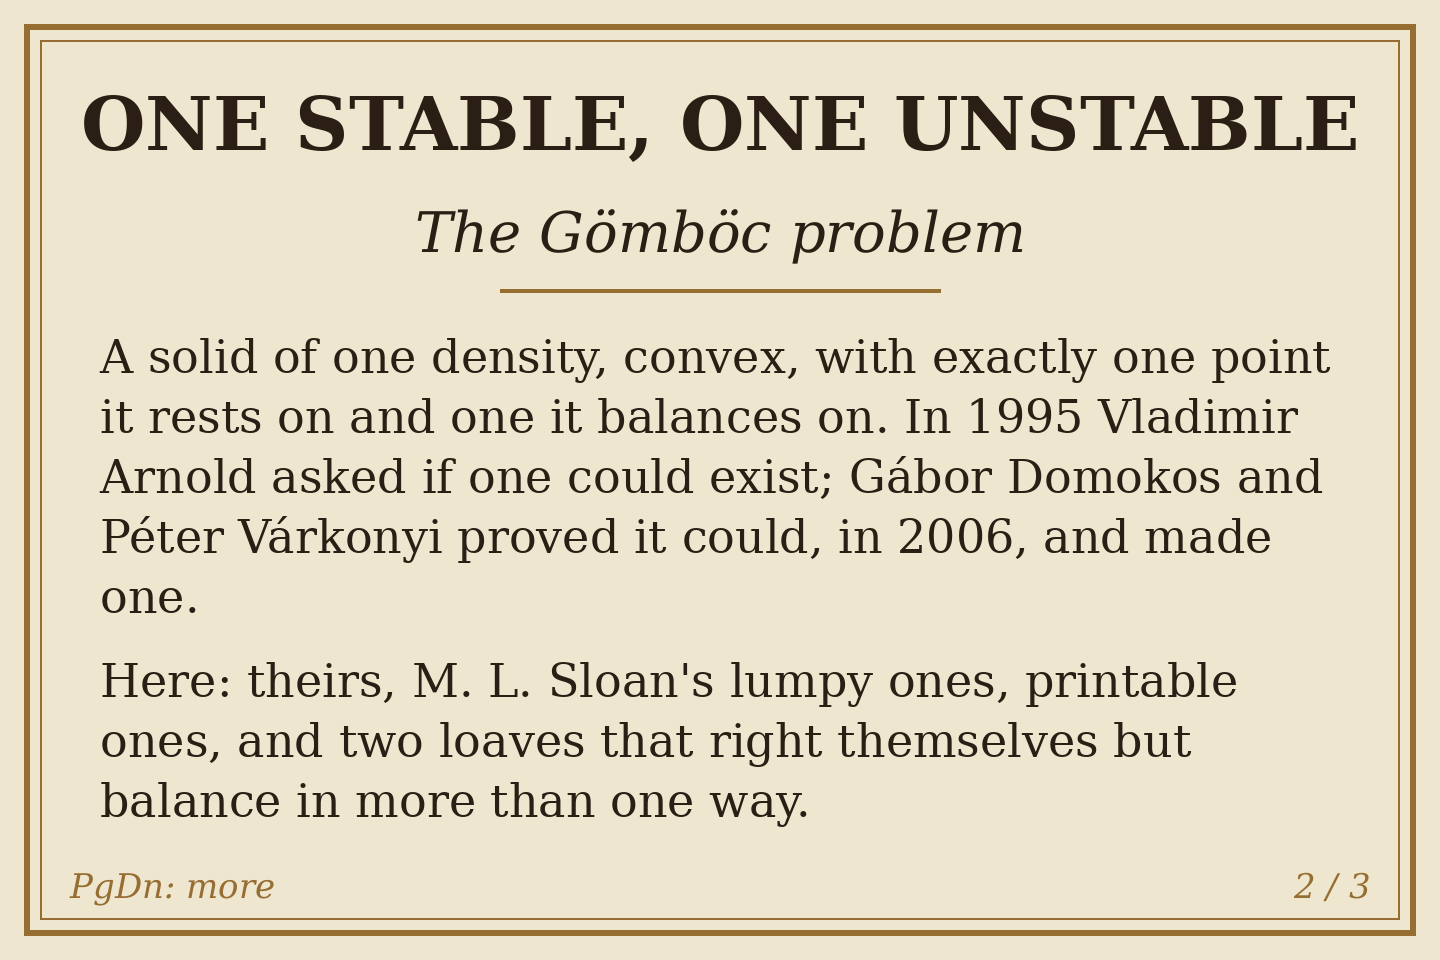 ONE STABLE, ONE UNSTABLE
The Gömböc problem
A solid of one density, convex, with exactly one point
it rests on and one it balances on. In 1995 Vladimir
Arnold asked if one could exist; Gábor Domokos and
Péter Várkonyi proved it could, in 2006, and made
one.
Here: theirs, M. L. Sloan's lumpy ones, printable
ones, and two loaves that right themselves but
balance in more than one way.
PgDn: more
2 / 3